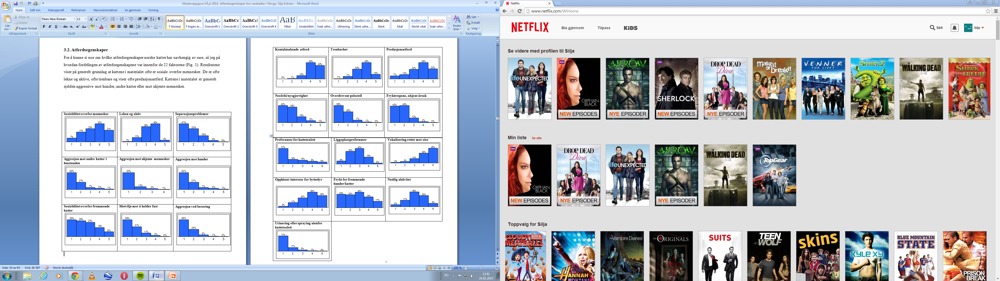 Masteroppgave hÃ¸st 2014, Atferdsegenskaper hos rasekatter i Norge, Silja Eriksen - Microsoft Word
Hjem Sett inn Sideoppsett Referanser Masseutsendelser Se gjennom Visning
Lim inn
Klipp ut
Kopier
Kopier format
Utklippstavle
Times New Roman 12
Skrift
Avsnitt
AaBbCcDc AaBbCcDc AaBbC AaBbCc AaBbCcI AaBbCcD AaB AaBbCc. AaBbCcDc AaBbCcDc AaBbCcDc AaBbCcDc AaBbCcDc AaBbCcDc AaBbCcDc
¶ Normal ¶ Ingen m... Overskrift 1 Overskrift 2 Overskrift 3 Overskrift 4 Tittel Undertittel Svak uthe... Utheving Sterk uthe... Sterk Sitat Sterkt sitat Svak refer...
Stiler
Endre stiler
Søk
Erstatt
Velg
Redigering
3.2. Atferdsegenskaper
For å kunne si noe om hvilke atferdsegenskaper norske katter har uavhengig av rase, så jeg på
hvordan fordelingen av atferdsegenskapene var innenfor de 22 faktorene (Fig. 1). Resultatene
viser på generelt grunnlag at kattene i materialet ofte er sosiale overfor mennesker. De er ofte
lekne og aktive, ofte trenbare og viser ofte predasjonsatferd. Kattene i materialet er generelt
sjelden aggressive mot hunder, andre katter eller mot ukjente mennesker.
Sosiabilitet overfor mennesker
7% 17% 23% 32% 21%
1 2 3 4 5
Leken og aktiv
1% 11% 39% 46% 4%
1 2 3 4 5
Separasjonsproblemer
47% 33% 16% 3% 0%
1 2 3 4 5
Aggresjon mot andre katter i
husstanden
62% 27% 7% 3% 1%
1 2 3 4 5
Aggresjon mot ukjente mennesker
83% 13% 3% 1%
1 2 3 4
Aggresjon mot hunder
62% 27% 7% 3% 1%
1 2 3 4 5
Sosiabilitet overfor fremmende
katter
28% 26% 23% 15% 8%
1 2 3 4 5
Motvilje mot å holdes fast
54% 31% 11% 3% 0%
1 2 3 4 5
Aggresjon ved berøring
65% 28% 6% 1% 0%
1 2 3 4 5
Kontaktsøkende atferd
0% 1% 10% 49% 40%
1 2 3 4 5
Trenbarhet
1% 7% 30% 49% 13%
1 2 3 4 5
Predasjonsatferd
7% 10% 22% 38% 23%
1 2 3 4 5
Neofobi/nysgjerrighet
42% 38% 15% 5% 1%
1 2 3 4 5
Overdrevent pelsstell
56% 35% 7% 1% 0%
1 2 3 4 5
Fryktrespons, ukjent årsak
42% 44% 12% 2% 0%
1 2 3 4 5
Preferanser for kattetoalett
57% 16% 13% 9% 5%
1 2 3 4 5
Liggeplasspreferanser
8% 33% 40% 18% 2%
1 2 3 4 5
Vokalisering rettet mot eier
2% 4% 14% 32% 48%
1 2 3 4 5
Opphisset interesse for byttedyr
3% 11% 22% 36% 28%
1 2 3 4 5
Frykt for fremmende
hunder/katter
23% 22% 26% 18% 11%
1 2 3 4 5
Nattlig aktivitet
6% 17% 39% 30% 8%
1 2 3 4 5
Urinering eller spraying utenfor
kattetoalett
77% 17% 5% 1% 0%
1 2 3 4 5
Side: 33 av 92 Ord: 26 587 Norsk (bokmål)
100 %
NO
12:41
24.01.2015
Netflix
www.netflix.com/WiHome
NETFLIX Bla gjennom Tilpass KiDS Søk Silja
Se videre med profilen til Silja
life UNEXPECTED
BBC ORPHAN BLACK NEW EPISODES
ARROW NYE EPISODER
BBC SHERLOCK NEW EPISODES
DROP DEAD Diva NYE EPISODER
make it or break it
VENNER FOR LIVET
SHREK 2
THE WALKING DEAD
SHREK DEN TREDJE
Min liste Se alle
BBC ORPHAN BLACK NEW EPISODES
DROP DEAD Diva NYE EPISODER
life UNEXPECTED
ARROW NYE EPISODER
THE WALKING DEAD
BBC TopGear
Toppvalg for Silja
CLOUDY with a chance of MEATBALLS
Disney HANNAH MONTANA
the Vampire Diaries
the ORIGINALS
SUITS
TEEN WOLF
skins
KYLE XY
BLUE MOUNTAIN STATE
PRISON BREAK